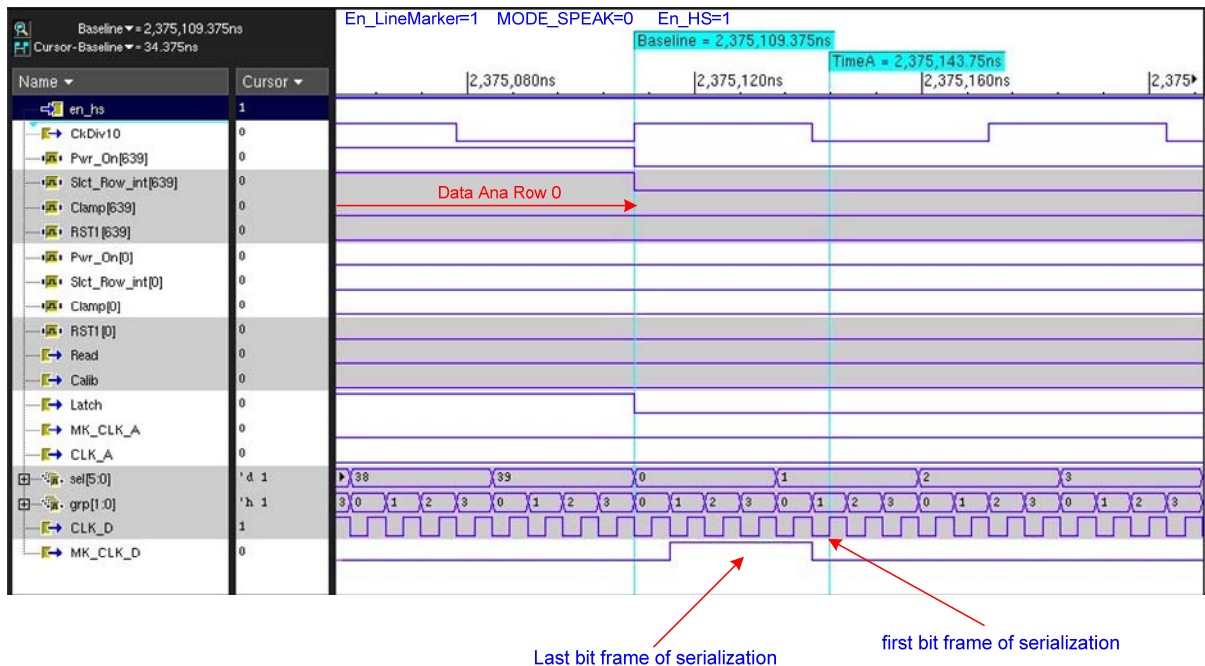 En_LineMarker=1 MODE_SPEAK=0 En_HS=1
Baseline = 2,375,109.375ns
Cursor-Baseline = 34.375ns
Baseline = 2,375,109.375ns
TimeA = 2,375,143.75ns
Name Cursor
2,375,080ns 2,375,120ns 2,375,160ns 2,375
en_hs 1
CkDiv10 0
Pwr_On[639] 0
Slct_Row_int[639] 0
Data Ana Row 0
Clamp[639] 0
RST1[639] 0
Pwr_On[0] 0
Slct_Row_int[0] 0
Clamp[0] 0
RST1[0] 0
Read 0
Calib 0
Latch 0
MK_CLK_A 0
CLK_A 0
sel[5:0] 'd 1 38 39 0 1 2 3
grp[1:0] 'h 1 3 0 1 2 3 0 1 2 3 0 1 2 3 0 1 2 3 0 1 2 3 0 1 2 3
CLK_D 1
MK_CLK_D 0
first bit frame of serialization
Last bit frame of serialization